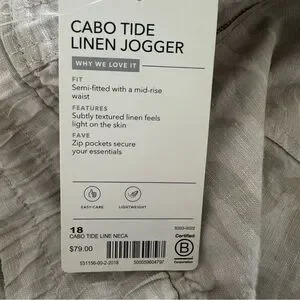 CABO TIDE
LINEN JOGGER
WHY WE LOVE IT
FIT
Semi-fitted with a mid-rise
waist
FEATURES
Subtly textured linen feels
light on the skin
FAVE
Zip pockets secure
your essentials
EASY-CARE
LIGHTWEIGHT
18
CABO TIDE LINE NECA
$79.00
Certified
B
Corporation